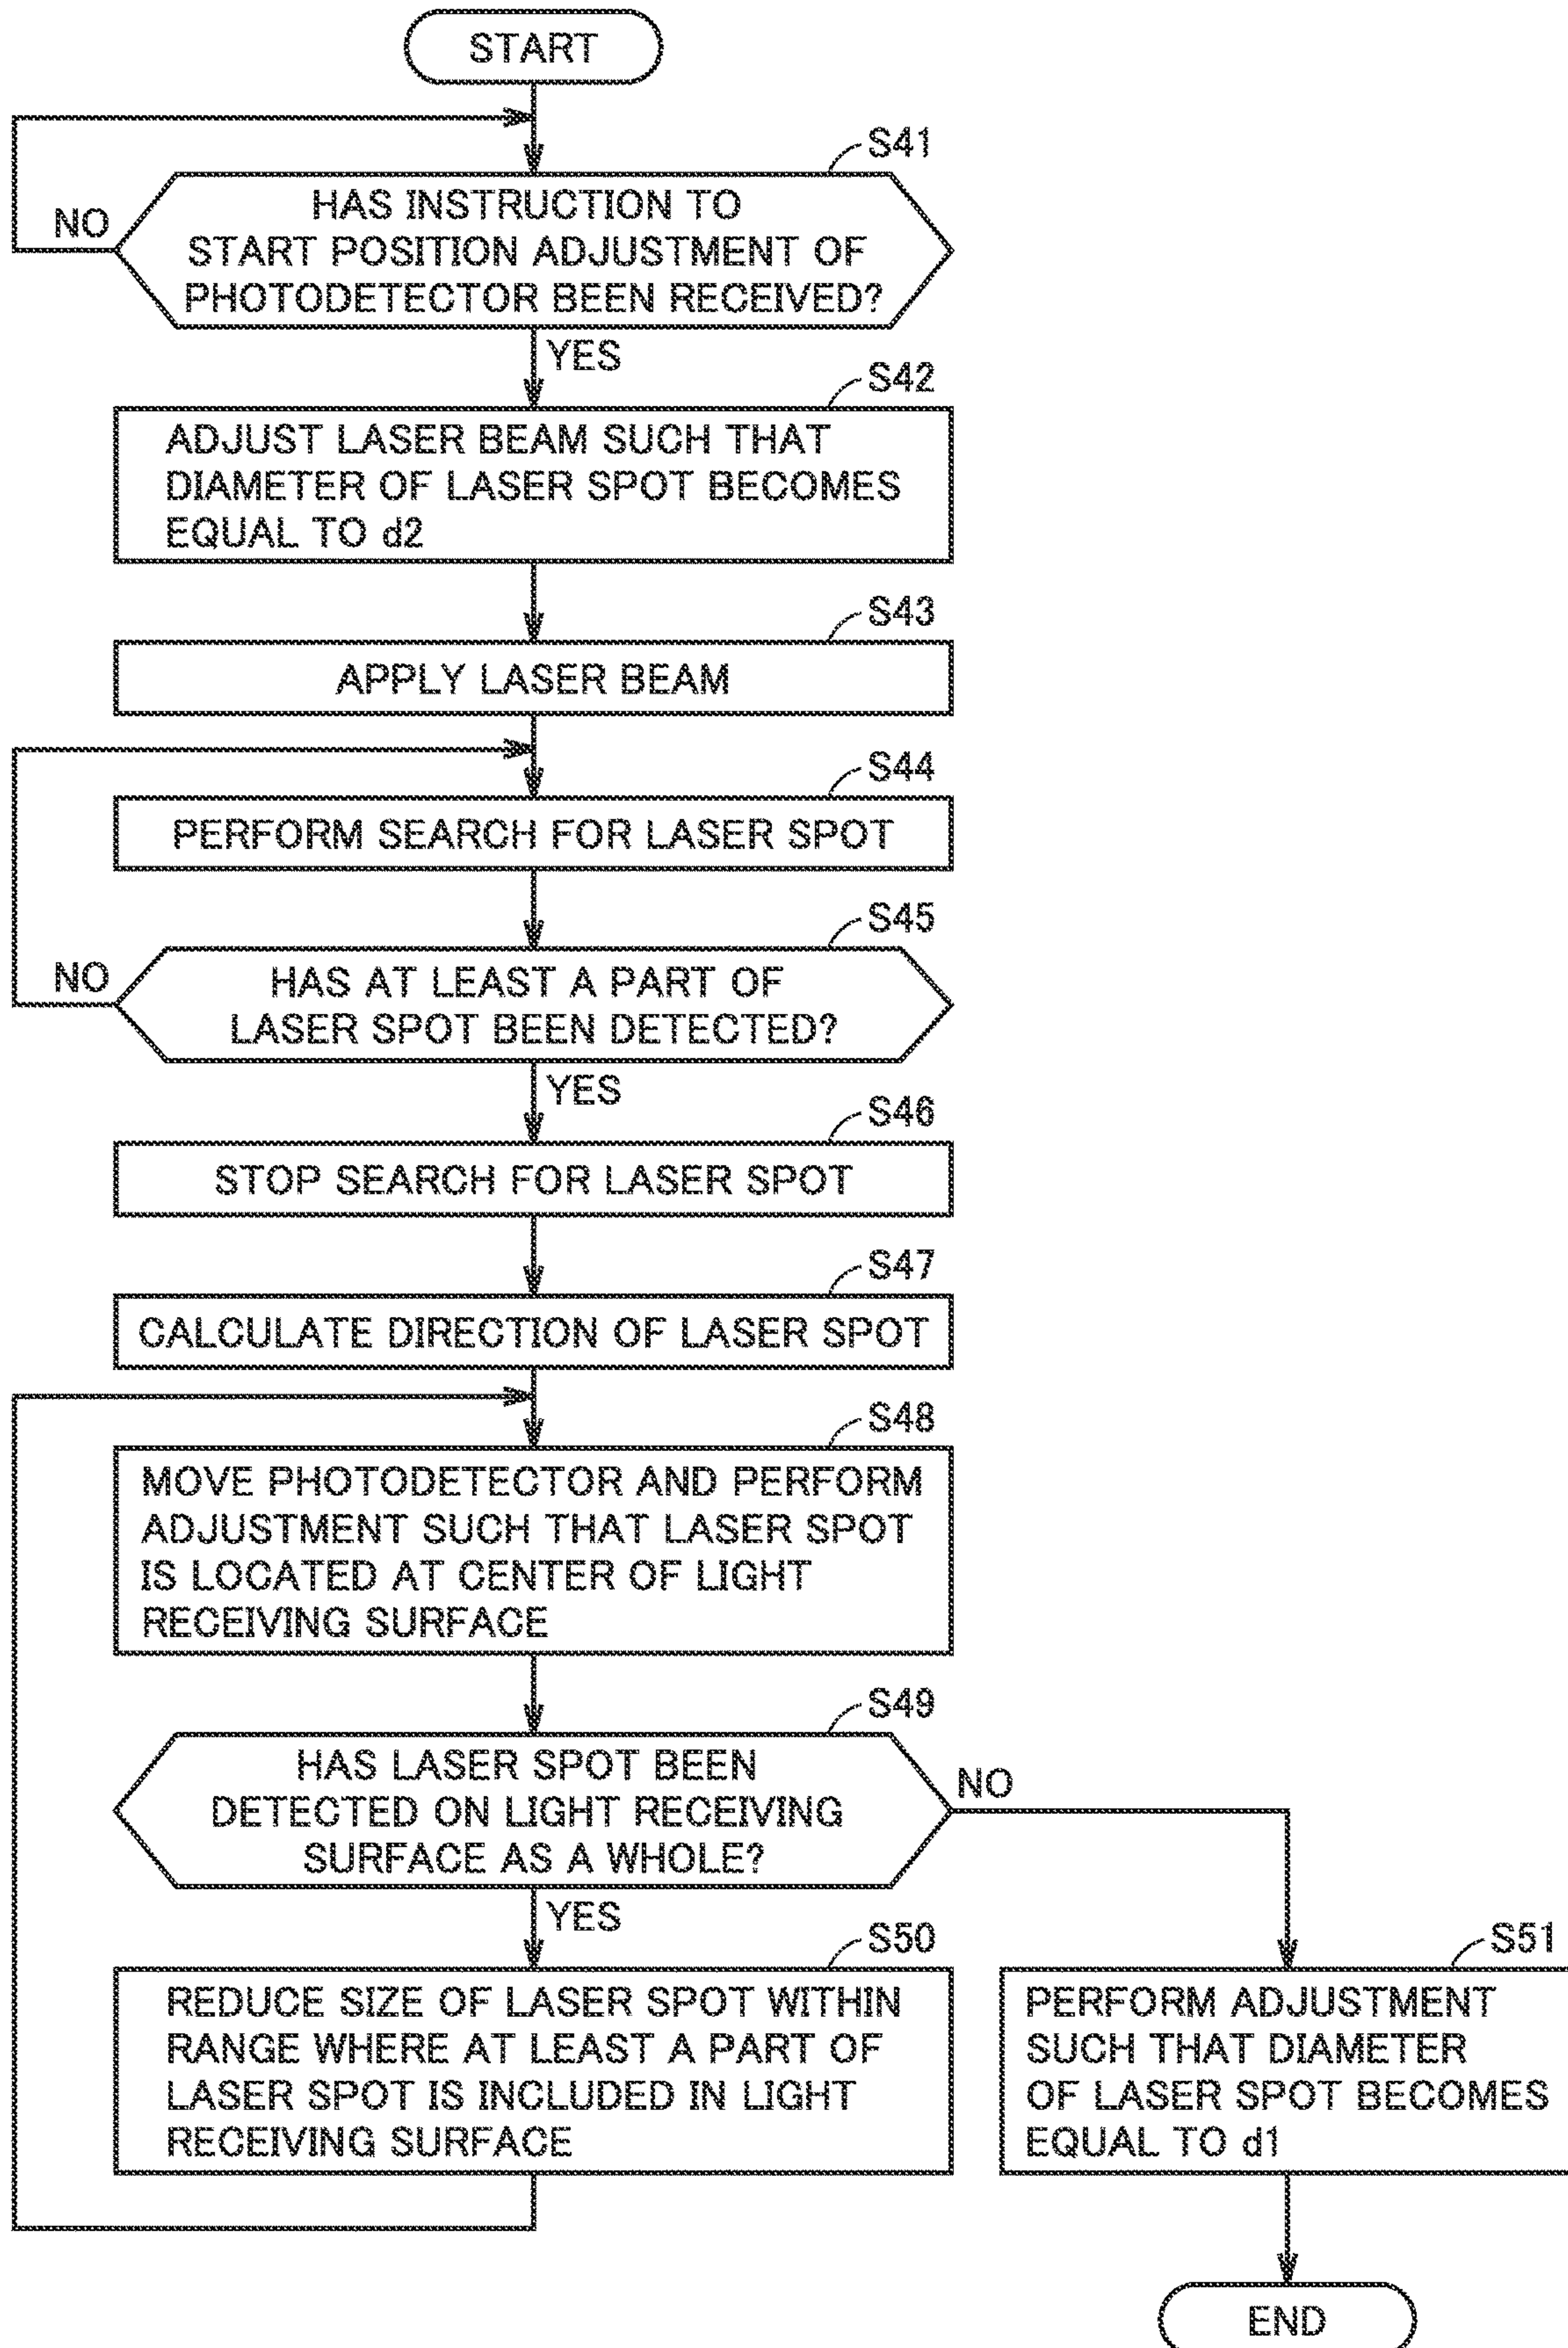 START
S41
HAS INSTRUCTION TO
START POSITION ADJUSTMENT OF
PHOTODETECTOR BEEN RECEIVED?
NO
YES
S42
ADJUST LASER BEAM SUCH THAT
DIAMETER OF LASER SPOT BECOMES
EQUAL TO d2
S43
APPLY LASER BEAM
S44
PERFORM SEARCH FOR LASER SPOT
S45
HAS AT LEAST A PART OF
LASER SPOT BEEN DETECTED?
NO
YES
S46
STOP SEARCH FOR LASER SPOT
S47
CALCULATE DIRECTION OF LASER SPOT
S48
MOVE PHOTODETECTOR AND PERFORM
ADJUSTMENT SUCH THAT LASER SPOT
IS LOCATED AT CENTER OF LIGHT
RECEIVING SURFACE
S49
HAS LASER SPOT BEEN
DETECTED ON LIGHT RECEIVING
SURFACE AS A WHOLE?
NO
YES
S50
REDUCE SIZE OF LASER SPOT WITHIN
RANGE WHERE AT LEAST A PART OF
LASER SPOT IS INCLUDED IN LIGHT
RECEIVING SURFACE
S51
PERFORM ADJUSTMENT
SUCH THAT DIAMETER
OF LASER SPOT BECOMES
EQUAL TO d1
END